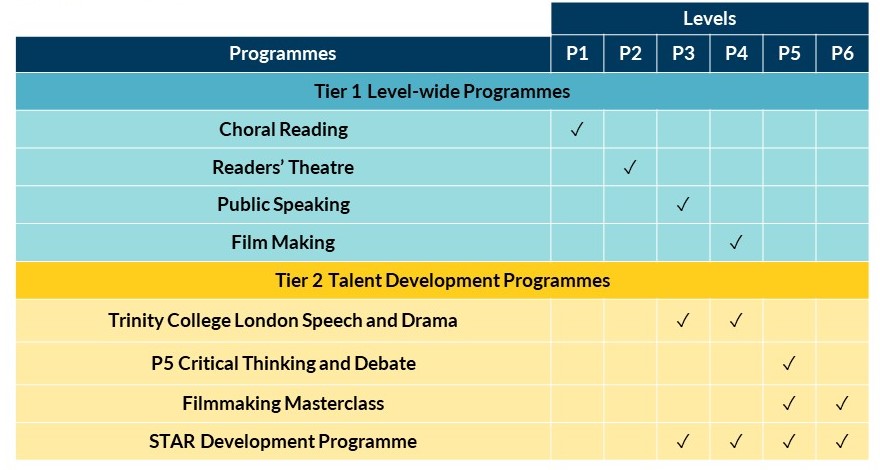 Levels
Programmes P1 P2 P3 P4 P5 P6
Tier 1 Level-wide Programmes
Choral Reading ✓
Readers’ Theatre ✓
Public Speaking ✓
Film Making ✓
Tier 2 Talent Development Programmes
Trinity College London Speech and Drama ✓ ✓
P5 Critical Thinking and Debate ✓
Filmmaking Masterclass ✓ ✓
STAR Development Programme ✓ ✓ ✓ ✓